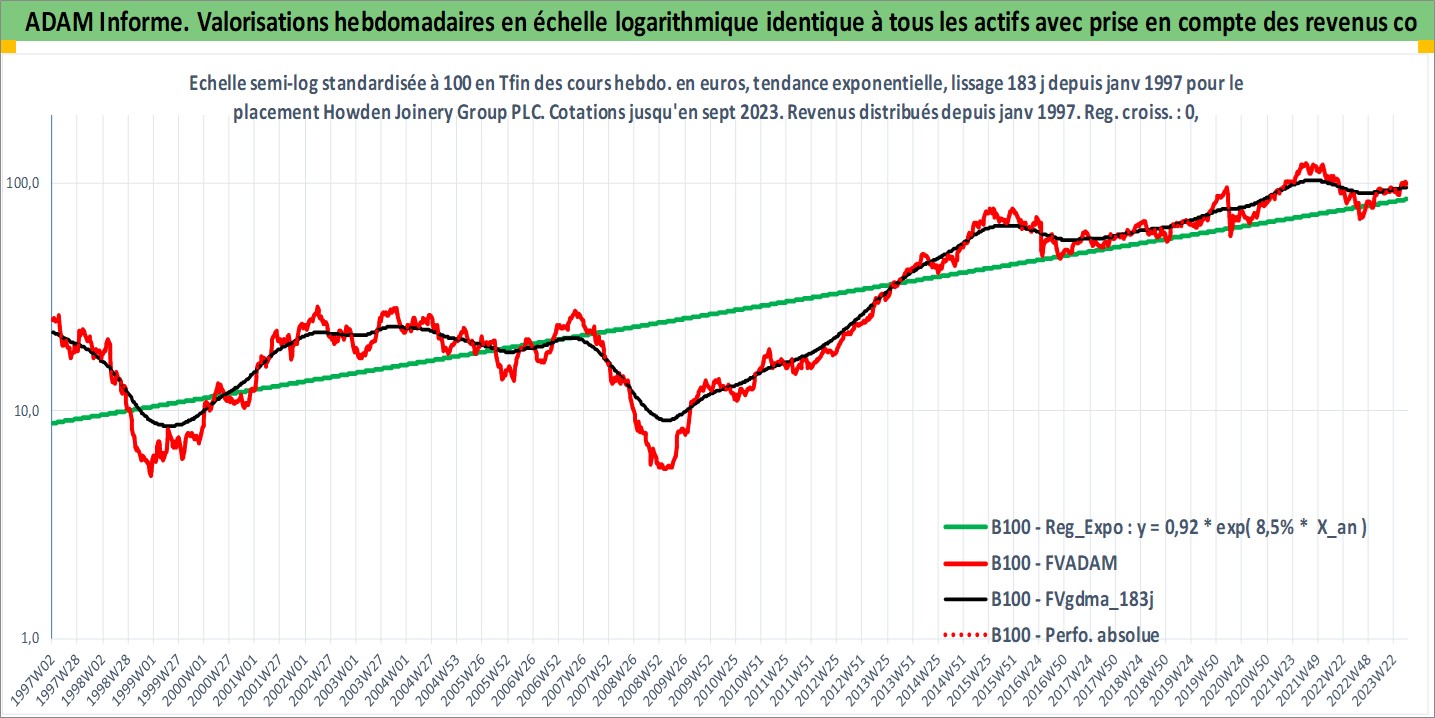 ADAM Informe. Valorisations hebdomadaires en échelle logarithmique identique à tous les actifs avec prise en compte des revenus co
Echelle semi-log standardisée à 100 en Tfin des cours hebdo. en euros, tendance exponentielle, lissage 183 j depuis janv 1997 pour le
placement Howden Joinery Group PLC. Cotations jusqu'en sept 2023. Revenus distribués depuis janv 1997. Reg. croiss. : 0,
100,0
10,0
1,0
B100 - Reg_Expo : y = 0,92 * exp( 8,5% * X_an )
B100 - FVADAM
B100 - FVgdma_183j
B100 - Perfo. absolue
1997W02
1997W28
1998W02
1998W28
1999W01
1999W27
2000W01
2000W27
2001W01
2001W27
2002W01
2002W27
2003W01
2003W27
2004W01
2004W27
2004W53
2005W26
2005W52
2006W26
2006W52
2007W26
2007W52
2008W26
2008W52
2009W26
2009W52
2010W25
2010W51
2011W25
2011W51
2012W25
2012W51
2013W25
2013W51
2014W25
2014W51
2015W25
2015W51
2016W24
2016W50
2017W24
2017W50
2018W24
2018W50
2019W24
2019W50
2020W24
2020W50
2021W23
2021W49
2022W22
2022W48
2023W22